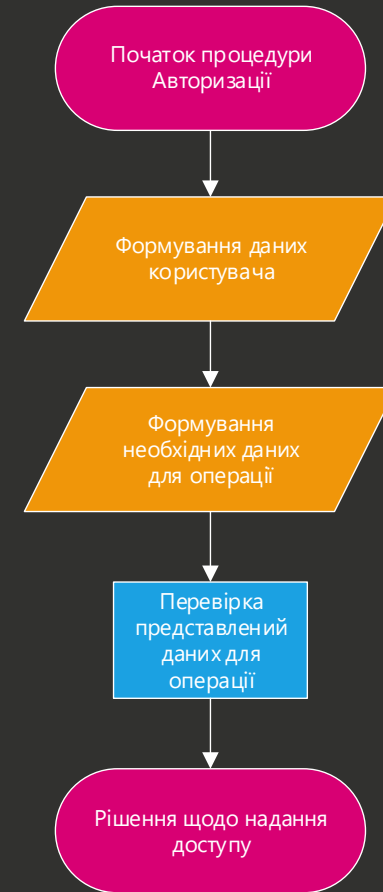 Початок процедури
Авторизації
Формування даних
користувача
Формування
необхідних даних
для операції
Перевірка
представлений
даних для
операції
Рішення щодо надання
доступу